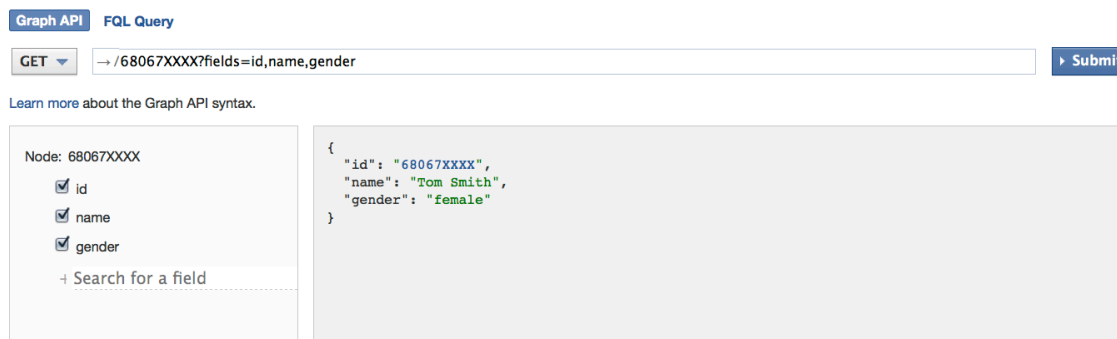 Graph API FQL Query
GET →/68067XXXX?fields=id,name,gender Submi
Learn more about the Graph API syntax.
Node: 68067XXXX
id
name
gender
Search for a field
{
"id": "68067XXXX",
"name": "Tom Smith",
"gender": "female"
}